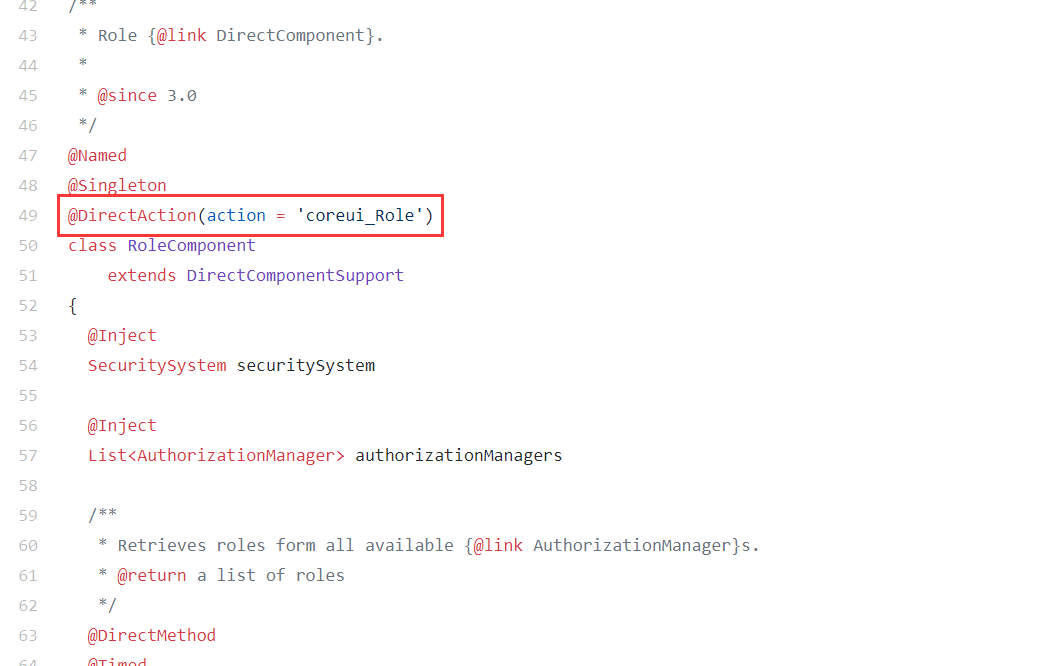 42 /**
43 * Role {@link DirectComponent}.
44 *
45 * @since 3.0
46 */
47 @Named
48 @Singleton
49 @DirectAction(action = 'coreui_Role')
50 class RoleComponent
51 extends DirectComponentSupport
52 {
53 @Inject
54 SecuritySystem securitySystem
55
56 @Inject
57 List<AuthorizationManager> authorizationManagers
58
59 /**
60 * Retrieves roles form all available {@link AuthorizationManager}s.
61 * @return a list of roles
62 */
63 @DirectMethod
64 @Timed